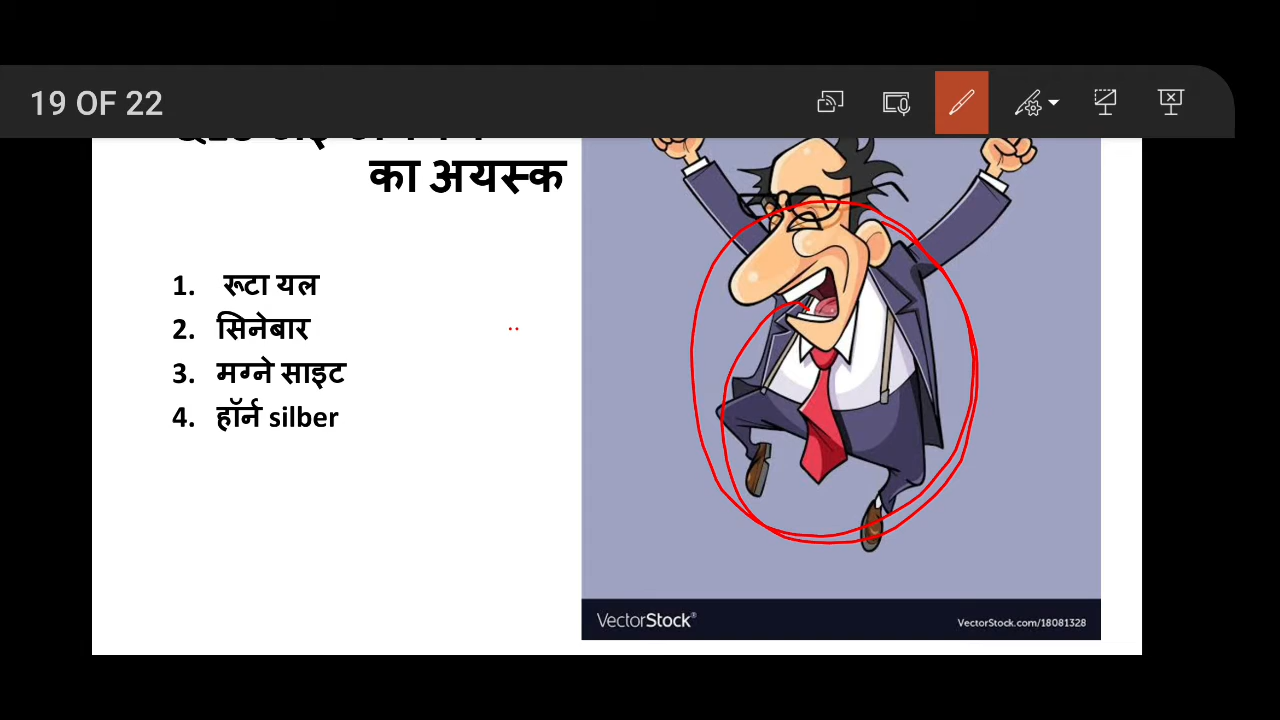 19 OF 22
का अयस्क
1. रूटा यल
2. सिनेबार
3. मग्ने साइट
4. हॉर्न silber
VectorStock®
VectorStock.com/18081328